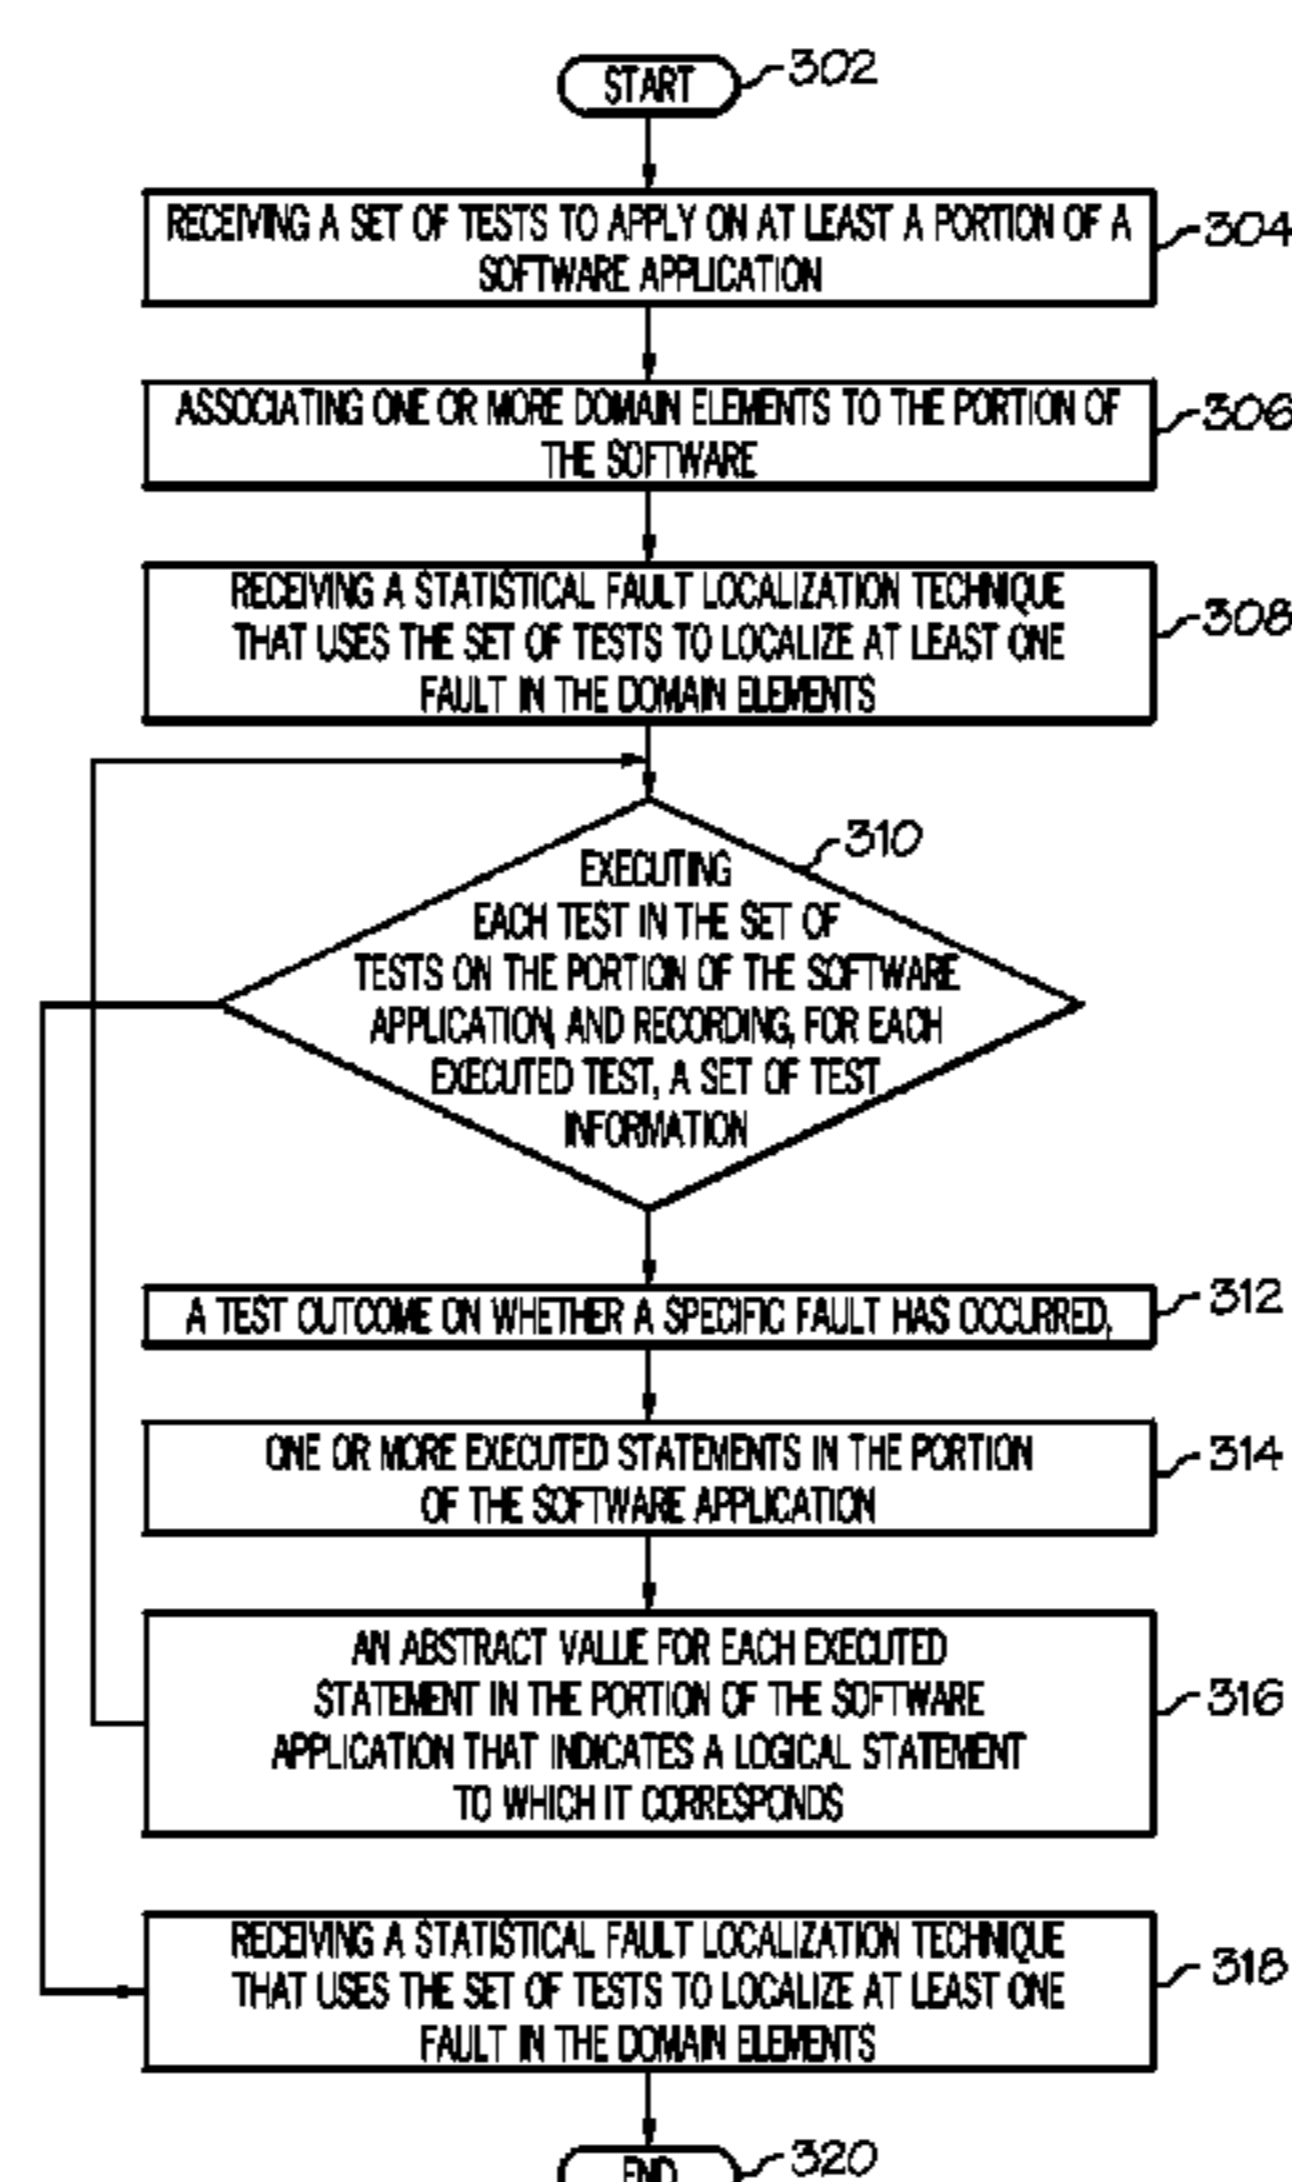 START
302
RECEIVING A SET OF TESTS TO APPLY ON AT LEAST A PORTION OF A
SOFTWARE APPLICATION
304
ASSOCIATING ONE OR MORE DOMAIN ELEMENTS TO THE PORTION OF
THE SOFTWARE
306
RECEIVING A STATISTICAL FAULT LOCALIZATION TECHNIQUE
THAT USES THE SET OF TESTS TO LOCALIZE AT LEAST ONE
FAULT IN THE DOMAIN ELEMENTS
308
310
EXECUTING
EACH TEST IN THE SET OF
TESTS ON THE PORTION OF THE SOFTWARE
APPLICATION, AND RECORDING, FOR EACH
EXECUTED TEST, A SET OF TEST
INFORMATION
A TEST OUTCOME ON WHETHER A SPECIFIC FAULT HAS OCCURRED,
312
ONE OR MORE EXECUTED STATEMENTS IN THE PORTION
OF THE SOFTWARE APPLICATION
314
AN ABSTRACT VALUE FOR EACH EXECUTED
STATEMENT IN THE PORTION OF THE SOFTWARE
APPLICATION THAT INDICATES A LOGICAL STATEMENT
TO WHICH IT CORRESPONDS
316
RECEIVING A STATISTICAL FAULT LOCALIZATION TECHNIQUE
THAT USES THE SET OF TESTS TO LOCALIZE AT LEAST ONE
FAULT IN THE DOMAIN ELEMENTS
318
END
320